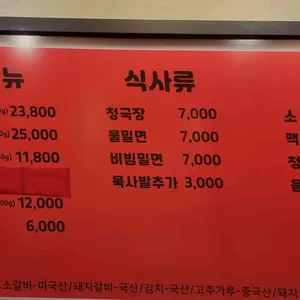 뉴 식사류
g) 23,800 청국장 7,000 소
g) 25,000 물밀면 7,000 맥
0g) 11,800 비빔밀면 7,000 청
묵사발추가 3,000 음
00g) 12,000
6,000
소갈비-미국산/돼지갈비-국산/김치-국산/고추가루-중국산/돼지